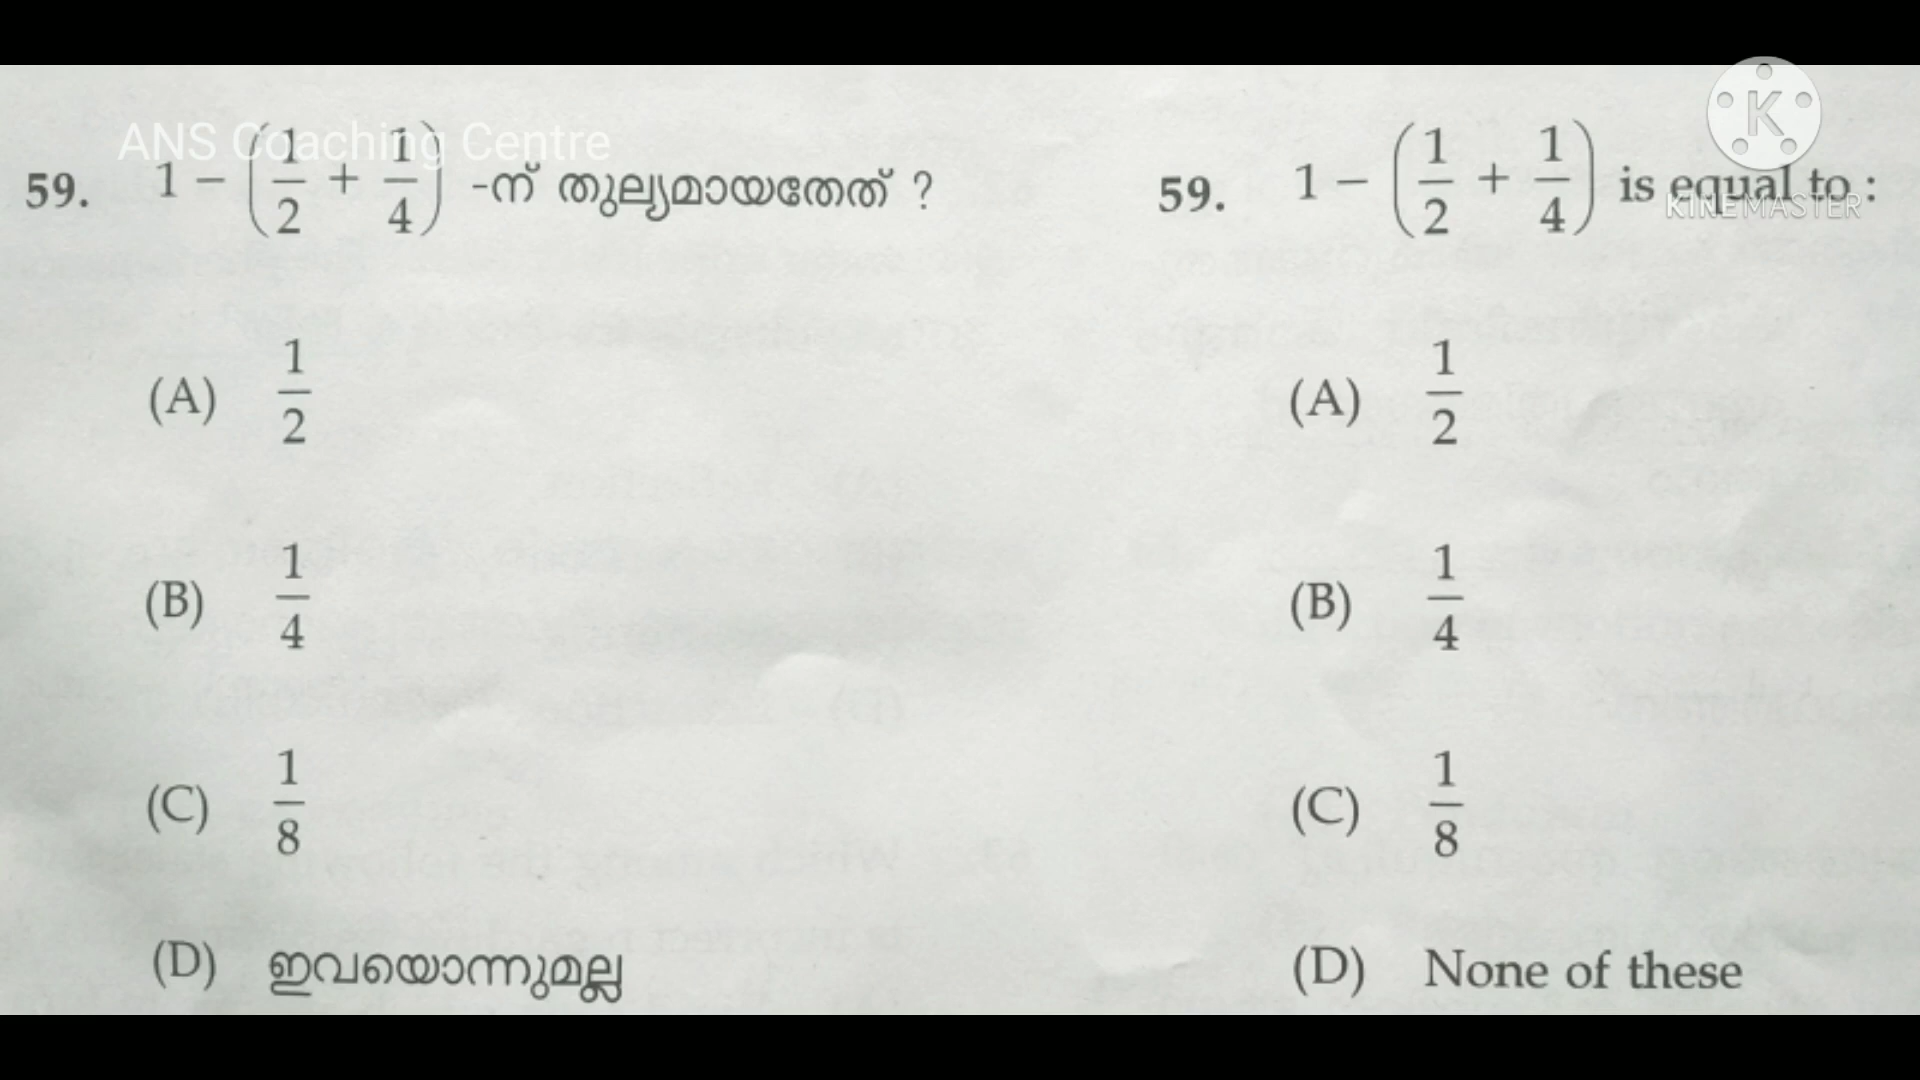 ANS Coaching Centre
59. 1 − (1/2 + 1/4) -ന് തുല്യമായതേത് ?
(A) 1/2
(B) 1/4
(C) 1/8
(D) ഇവയൊന്നുമല്ല
K
KINEMASTER
59. 1 − (1/2 + 1/4) is equal to :
(A) 1/2
(B) 1/4
(C) 1/8
(D) None of these